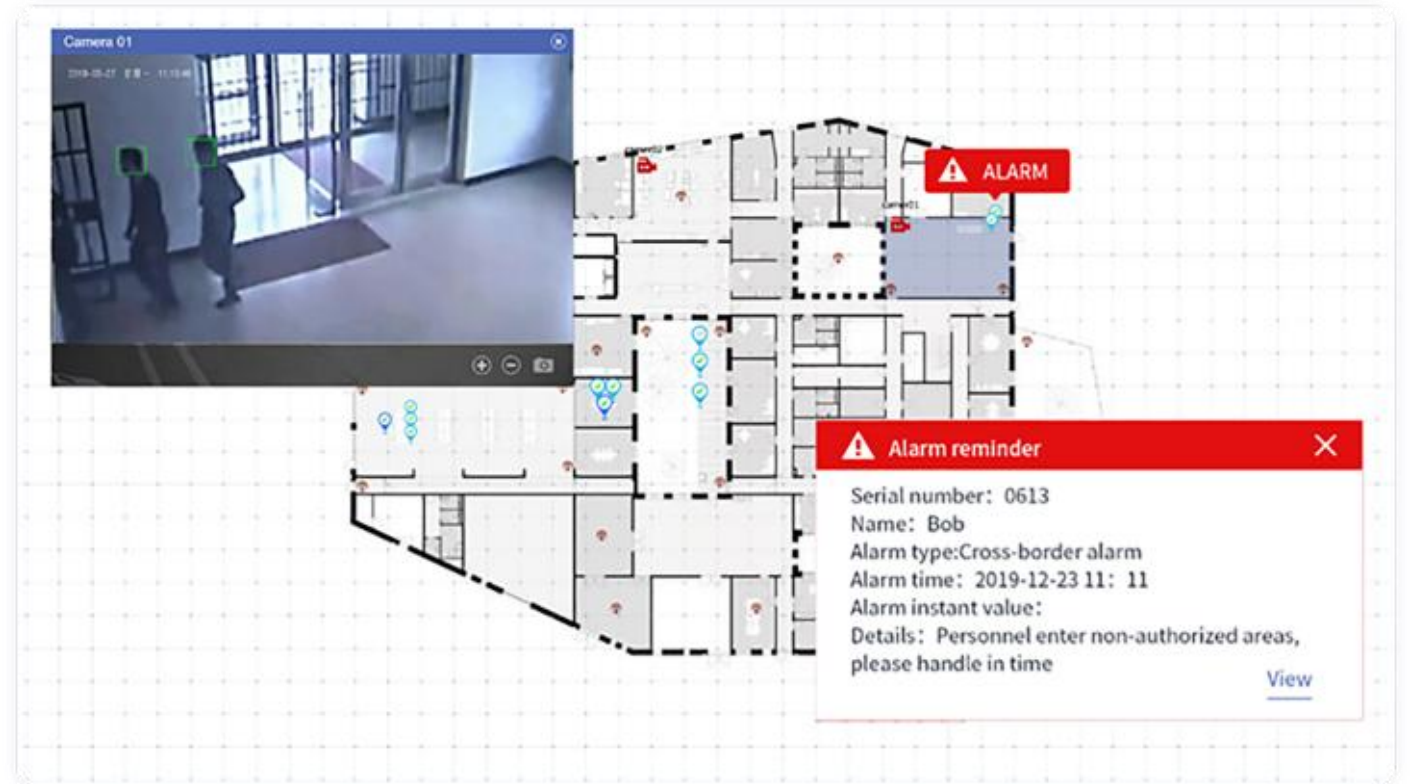 Camera 01
ALARM
Alarm reminder
Serial number：0613
Name：Bob
Alarm type:Cross-border alarm
Alarm time：2019-12-23 11：11
Alarm instant value：
Details：Personnel enter non-authorized areas,
please handle in time
View